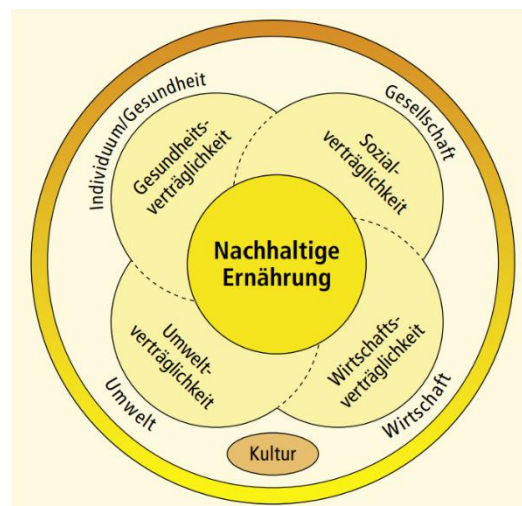 Individuum/Gesundheit
Gesellschaft
Gesundheits-
verträglichkeit
Sozial-
verträglichkeit
Nachhaltige
Ernährung
Umwelt-
verträglichkeit
Wirtschafts-
verträglichkeit
Umwelt
Wirtschaft
Kultur